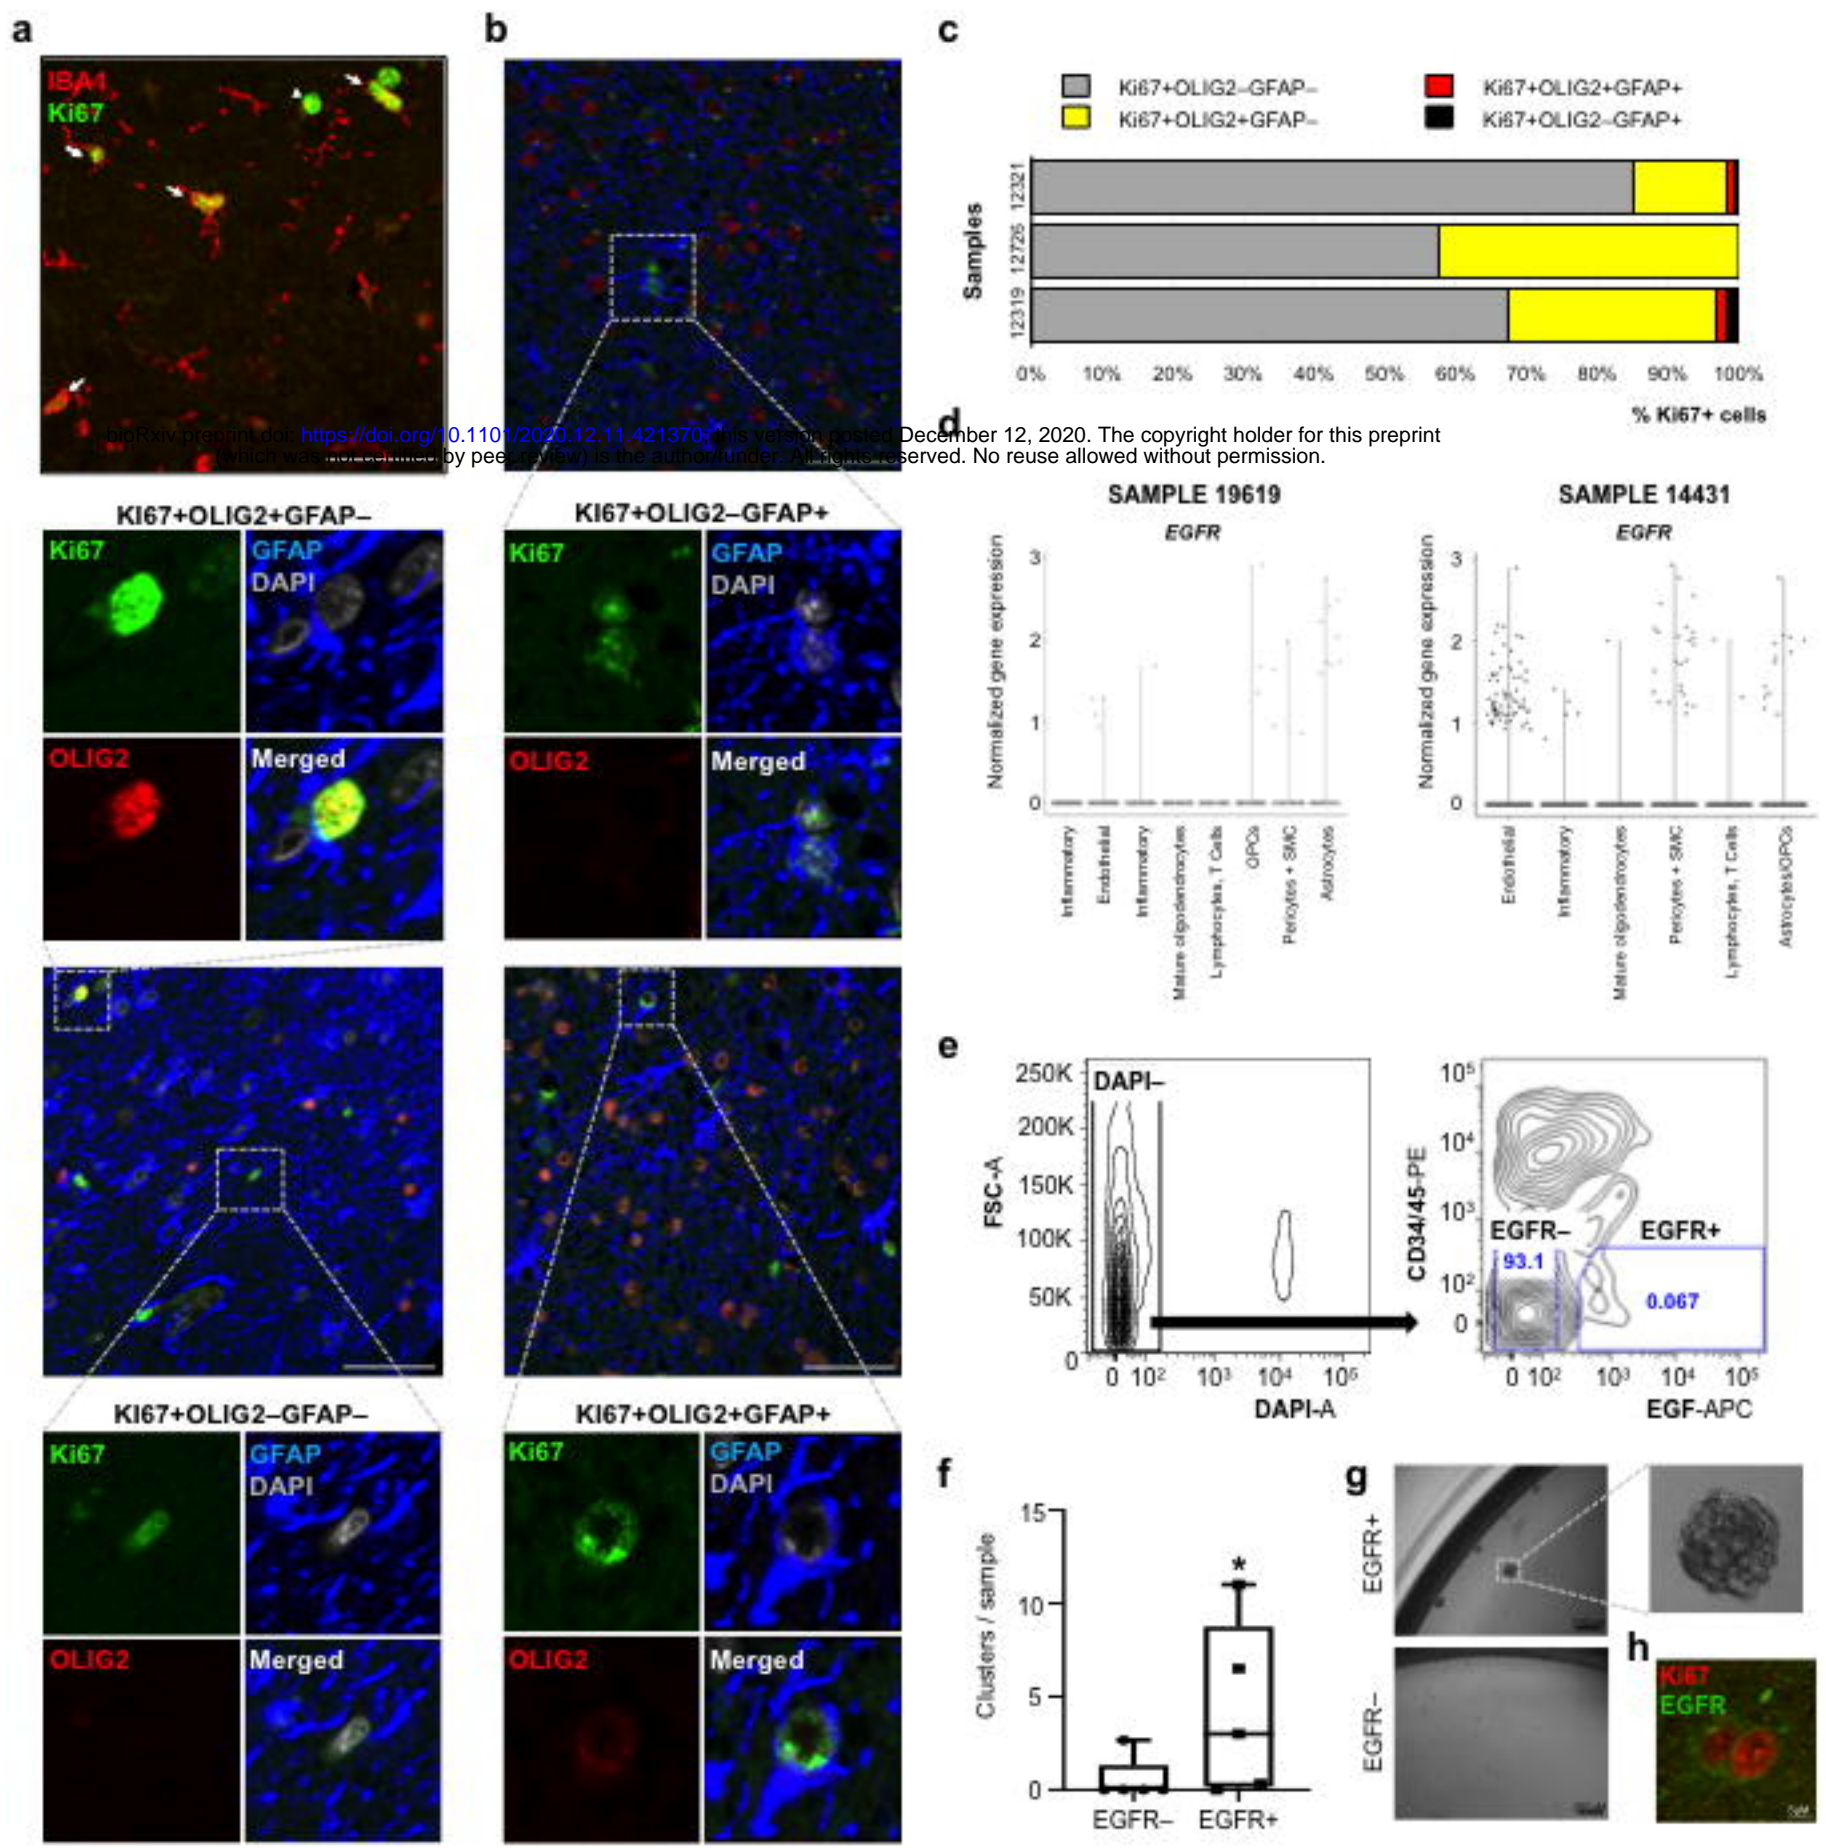 a
IBA1
Ki67
b
bioRxiv preprint doi: https://doi.org/10.1101/2020.12.11.421370; this version posted December 12, 2020. The copyright holder for this preprint
(which was not certified by peer review) is the author/funder. All rights reserved. No reuse allowed without permission.
KI67+OLIG2+GFAP–
Ki67
GFAP
DAPI
OLIG2
Merged
KI67+OLIG2–GFAP–
Ki67
GFAP
DAPI
OLIG2
Merged
KI67+OLIG2–GFAP+
Ki67
GFAP
DAPI
OLIG2
Merged
KI67+OLIG2+GFAP+
Ki67
GFAP
DAPI
OLIG2
Merged
c
Ki67+OLIG2–GFAP–
Ki67+OLIG2+GFAP+
Ki67+OLIG2+GFAP–
Ki67+OLIG2–GFAP+
Samples
12321
12726
12319
0% 10% 20% 30% 40% 50% 60% 70% 80% 90% 100%
% Ki67+ cells
d
SAMPLE 19619
EGFR
Normalized gene expression
3
2
1
0
Inflammatory
Endothelial
Inflammatory
Mature oligodendrocytes
Lymphocytes, T Cells
OPCs
Pericytes + SMC
Astrocytes
SAMPLE 14431
EGFR
Normalized gene expression
3
2
1
0
Endothelial
Inflammatory
Mature oligodendrocytes
Pericytes + SMC
Lymphocytes, T Cells
Astrocytes/OPCs
e
FSC-A
250K
200K
150K
100K
50K
0
DAPI–
0 10² 10³ 10⁴ 10⁵
DAPI-A
CD34/45-PE
10⁵
10⁴
10³
10²
0
EGFR–
93.1
EGFR+
0.067
0 10² 10³ 10⁴ 10⁵
EGF-APC
f
Clusters / sample
15
10
5
0
*
EGFR– EGFR+
g
EGFR+
EGFR–
h
Ki67
EGFR